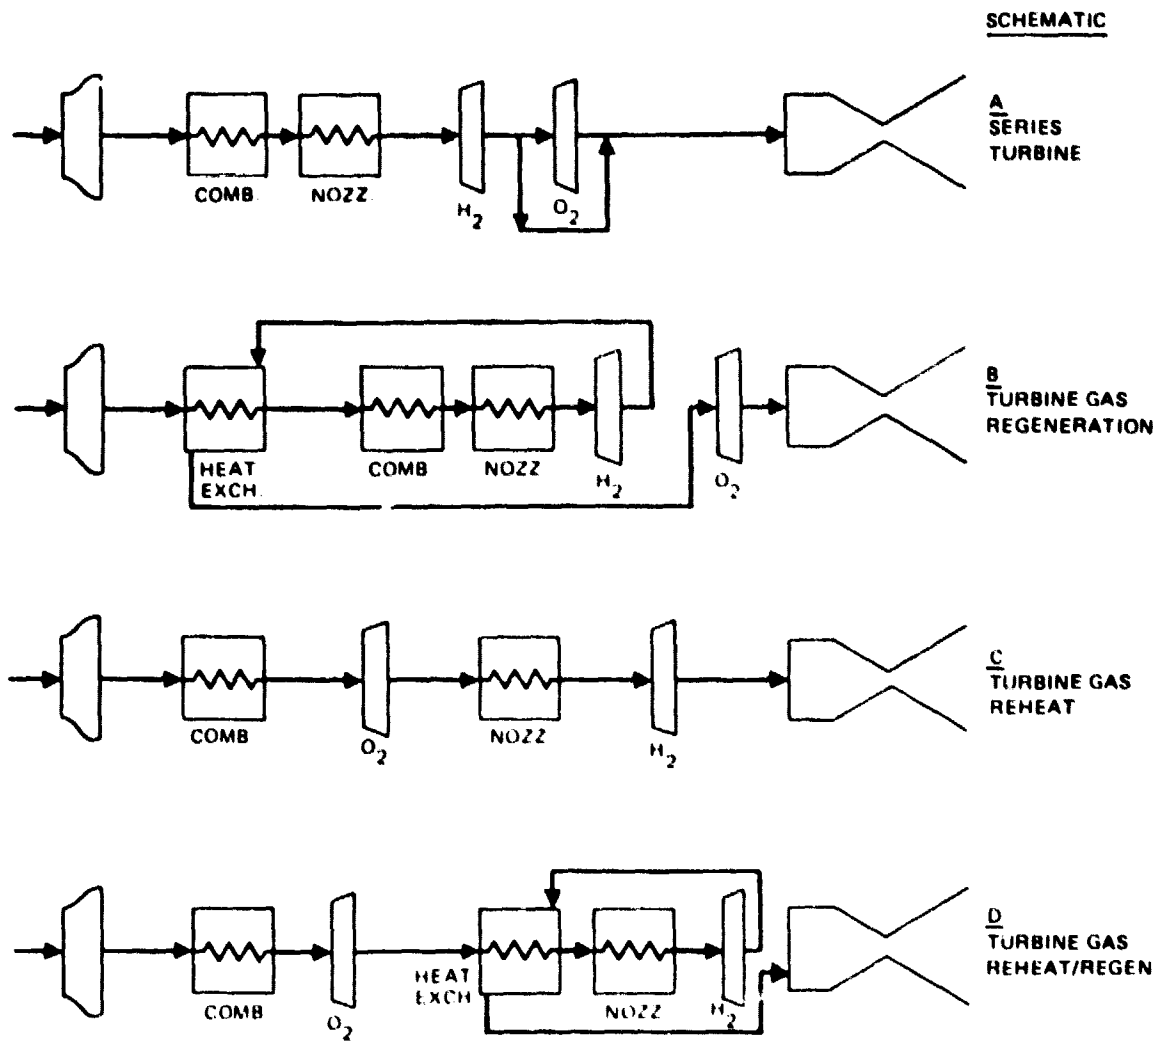 SCHEMATIC
A
SERIES
TURBINE
COMB.
NOZZ.
H2
O2
B
TURBINE GAS
REGENERATION
HEAT
EXCH.
COMB
NOZZ
H2
O2
C
TURBINE GAS
REHEAT
COMB
O2
NOZZ
H2
D
TURBINE GAS
REHEAT/REGEN
COMB
O2
HEAT
EXCH
NOZZ
H2